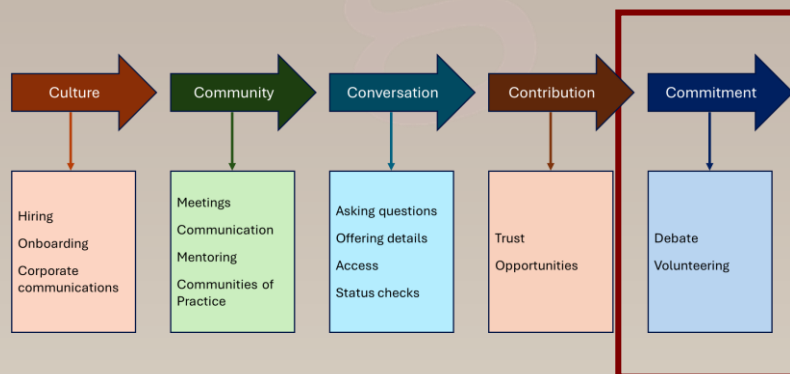 Culture
Community
Conversation
Contribution
Commitment
Hiring
Onboarding
Corporate
communications
Meetings
Communication
Mentoring
Communities of
Practice
Asking questions
Offering details
Access
Status checks
Trust
Opportunities
Debate
Volunteering